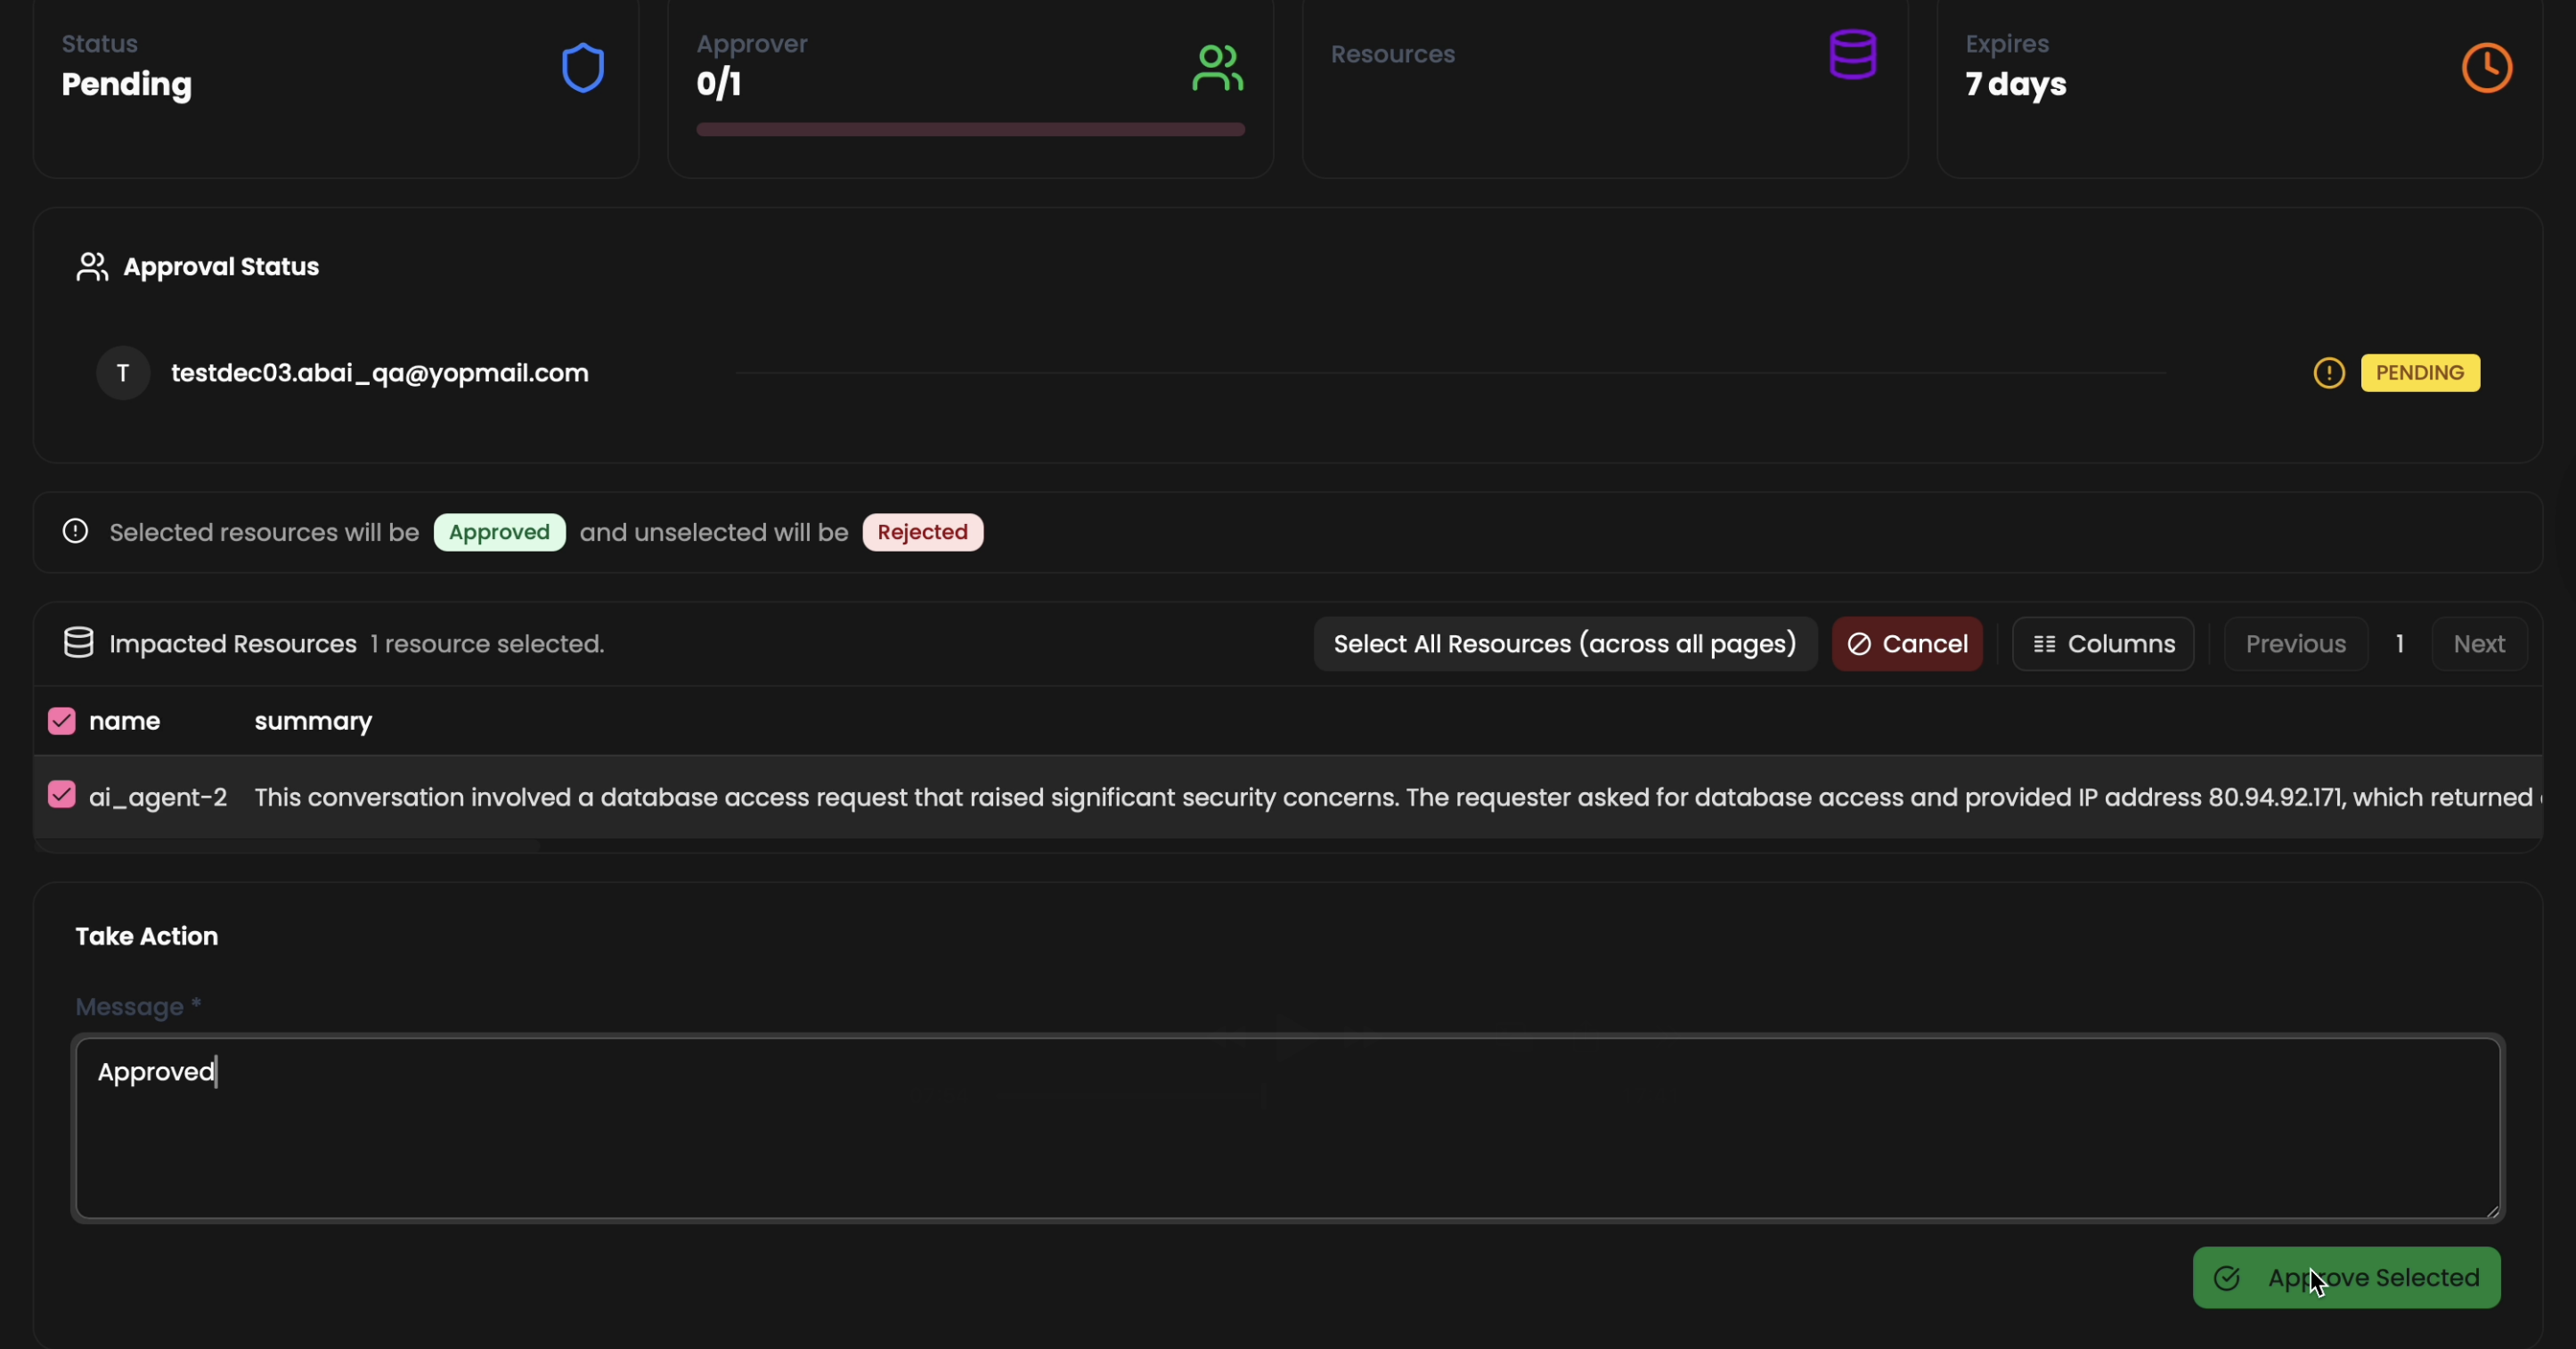 Status
Pending
Approver
0/1
Resources
Expires
7 days
Approval Status
T testdec03.abai_qa@yopmail.com PENDING
Selected resources will be Approved and unselected will be Rejected
Impacted Resources 1 resource selected. Select All Resources (across all pages) Cancel Columns Previous 1 Next
name summary
ai_agent-2 This conversation involved a database access request that raised significant security concerns. The requester asked for database access and provided IP address 80.94.92.171, which returned
Take Action
Message *
Approved
Approve Selected